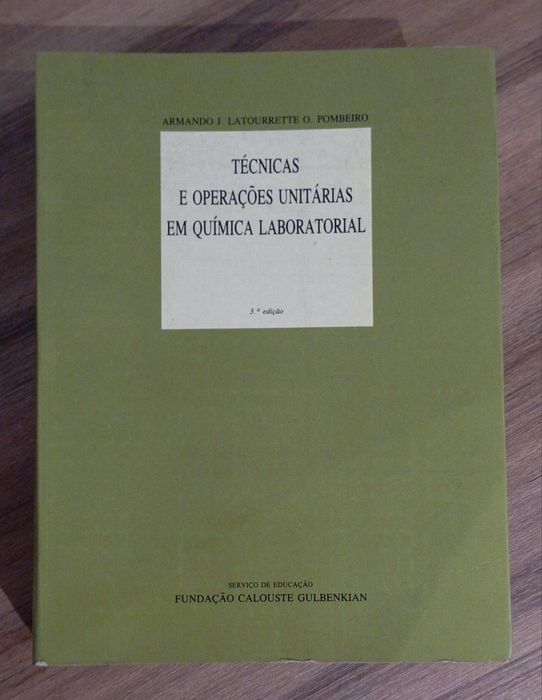 ARMANDO J. LATOURRETTE O. POMBEIRO
TÉCNICAS
E OPERAÇÕES UNITÁRIAS
EM QUÍMICA LABORATORIAL
3.ª edição
SERVIÇO DE EDUCAÇÃO
FUNDAÇÃO CALOUSTE GULBENKIAN